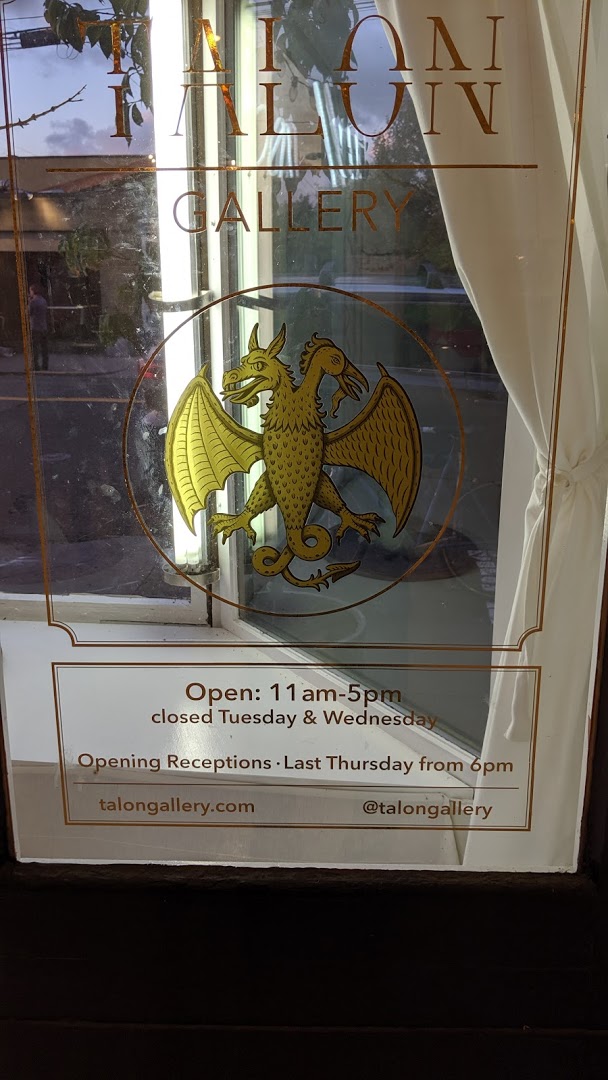 TALON
GALLERY
Open: 11am-5pm
closed Tuesday & Wednesday
Opening Receptions · Last Thursday from 6pm
talongallery.com @talongallery